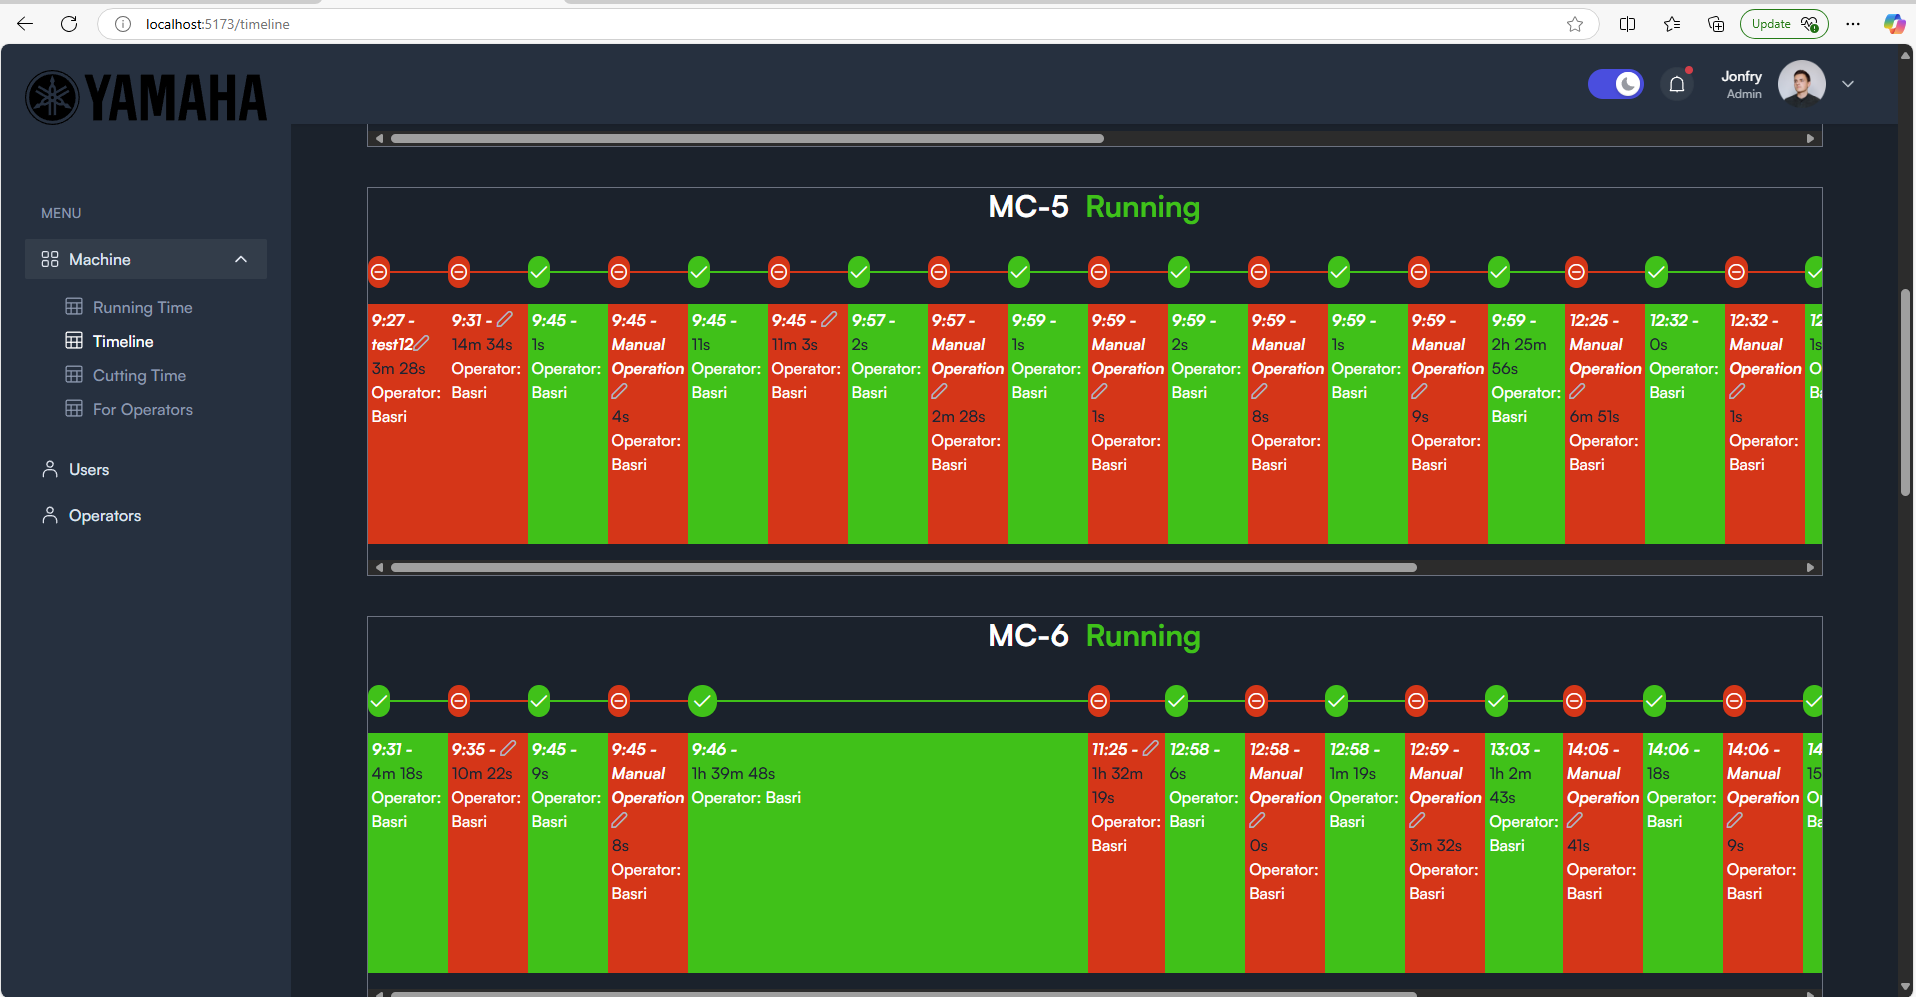 localhost:5173/timeline
Update
YAMAHA
Jonfry
Admin
MENU
Machine
Running Time
Timeline
Cutting Time
For Operators
Users
Operators
MC-5 Running
9:27 -
test12
3m 28s
Operator:
Basri
9:31 -
14m 34s
Operator:
Basri
9:45 -
1s
Operator:
Basri
9:45 -
Manual
Operation
4s
Operator:
Basri
9:45 -
11s
Operator:
Basri
9:45 -
11m 3s
Operator:
Basri
9:57 -
2s
Operator:
Basri
9:57 -
Manual
Operation
2m 28s
Operator:
Basri
9:59 -
1s
Operator:
Basri
9:59 -
Manual
Operation
1s
Operator:
Basri
9:59 -
2s
Operator:
Basri
9:59 -
Manual
Operation
8s
Operator:
Basri
9:59 -
1s
Operator:
Basri
9:59 -
Manual
Operation
9s
Operator:
Basri
9:59 -
2h 25m
56s
Operator:
Basri
12:25 -
Manual
Operation
6m 51s
Operator:
Basri
12:32 -
0s
Operator:
Basri
12:32 -
Manual
Operation
1s
Operator:
Basri
MC-6 Running
9:31 -
4m 18s
Operator:
Basri
9:35 -
10m 22s
Operator:
Basri
9:45 -
9s
Operator:
Basri
9:45 -
Manual
Operation
8s
Operator:
Basri
9:46 -
1h 39m 48s
Operator: Basri
11:25 -
1h 32m
19s
Operator:
Basri
12:58 -
6s
Operator:
Basri
12:58 -
Manual
Operation
0s
Operator:
Basri
12:58 -
1m 19s
Operator:
Basri
12:59 -
Manual
Operation
3m 32s
Operator:
Basri
13:03 -
1h 2m
43s
Operator:
Basri
14:05 -
Manual
Operation
41s
Operator:
Basri
14:06 -
18s
Operator:
Basri
14:06 -
Manual
Operation
9s
Operator:
Basri